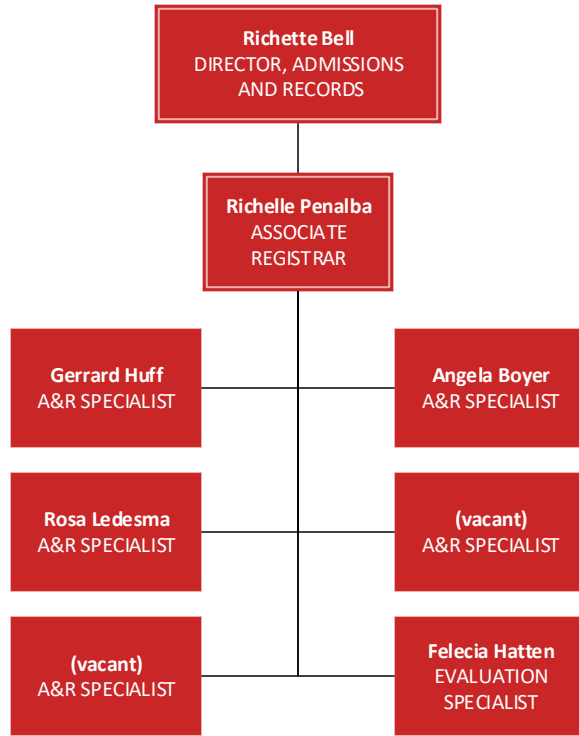 Richette Bell
DIRECTOR, ADMISSIONS
AND RECORDS
Richelle Penalba
ASSOCIATE
REGISTRAR
Gerrard Huff
A&R SPECIALIST
Angela Boyer
A&R SPECIALIST
Rosa Ledesma
A&R SPECIALIST
(vacant)
A&R SPECIALIST
(vacant)
A&R SPECIALIST
Felecia Hatten
EVALUATION
SPECIALIST